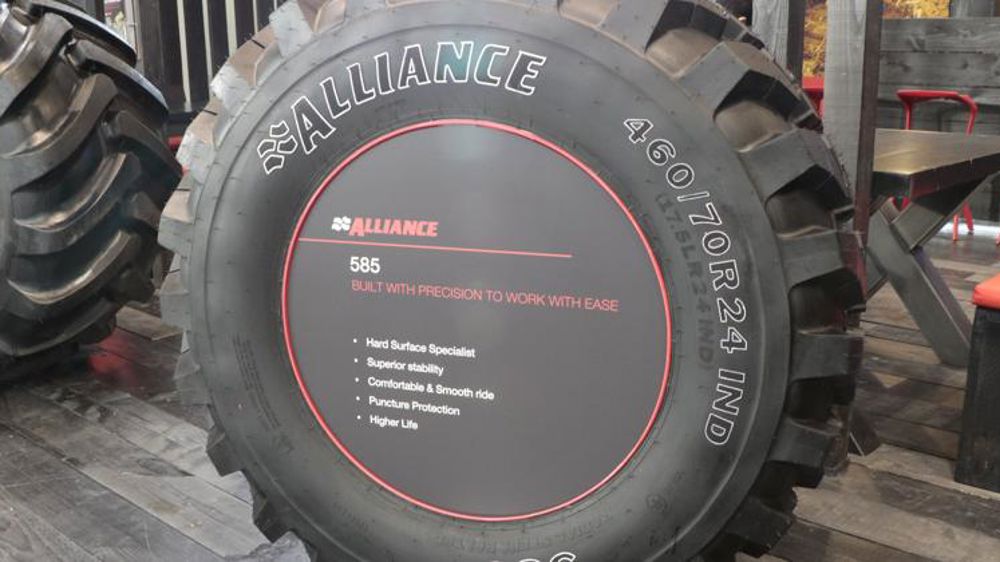 ALLIANCE
460/70R24 IND
(17.5LR24 IND)
ALLIANCE
585
BUILT WITH PRECISION TO WORK WITH EASE
• Hard Surface Specialist
• Superior stability
• Comfortable & Smooth ride
• Puncture Protection
• Higher Life